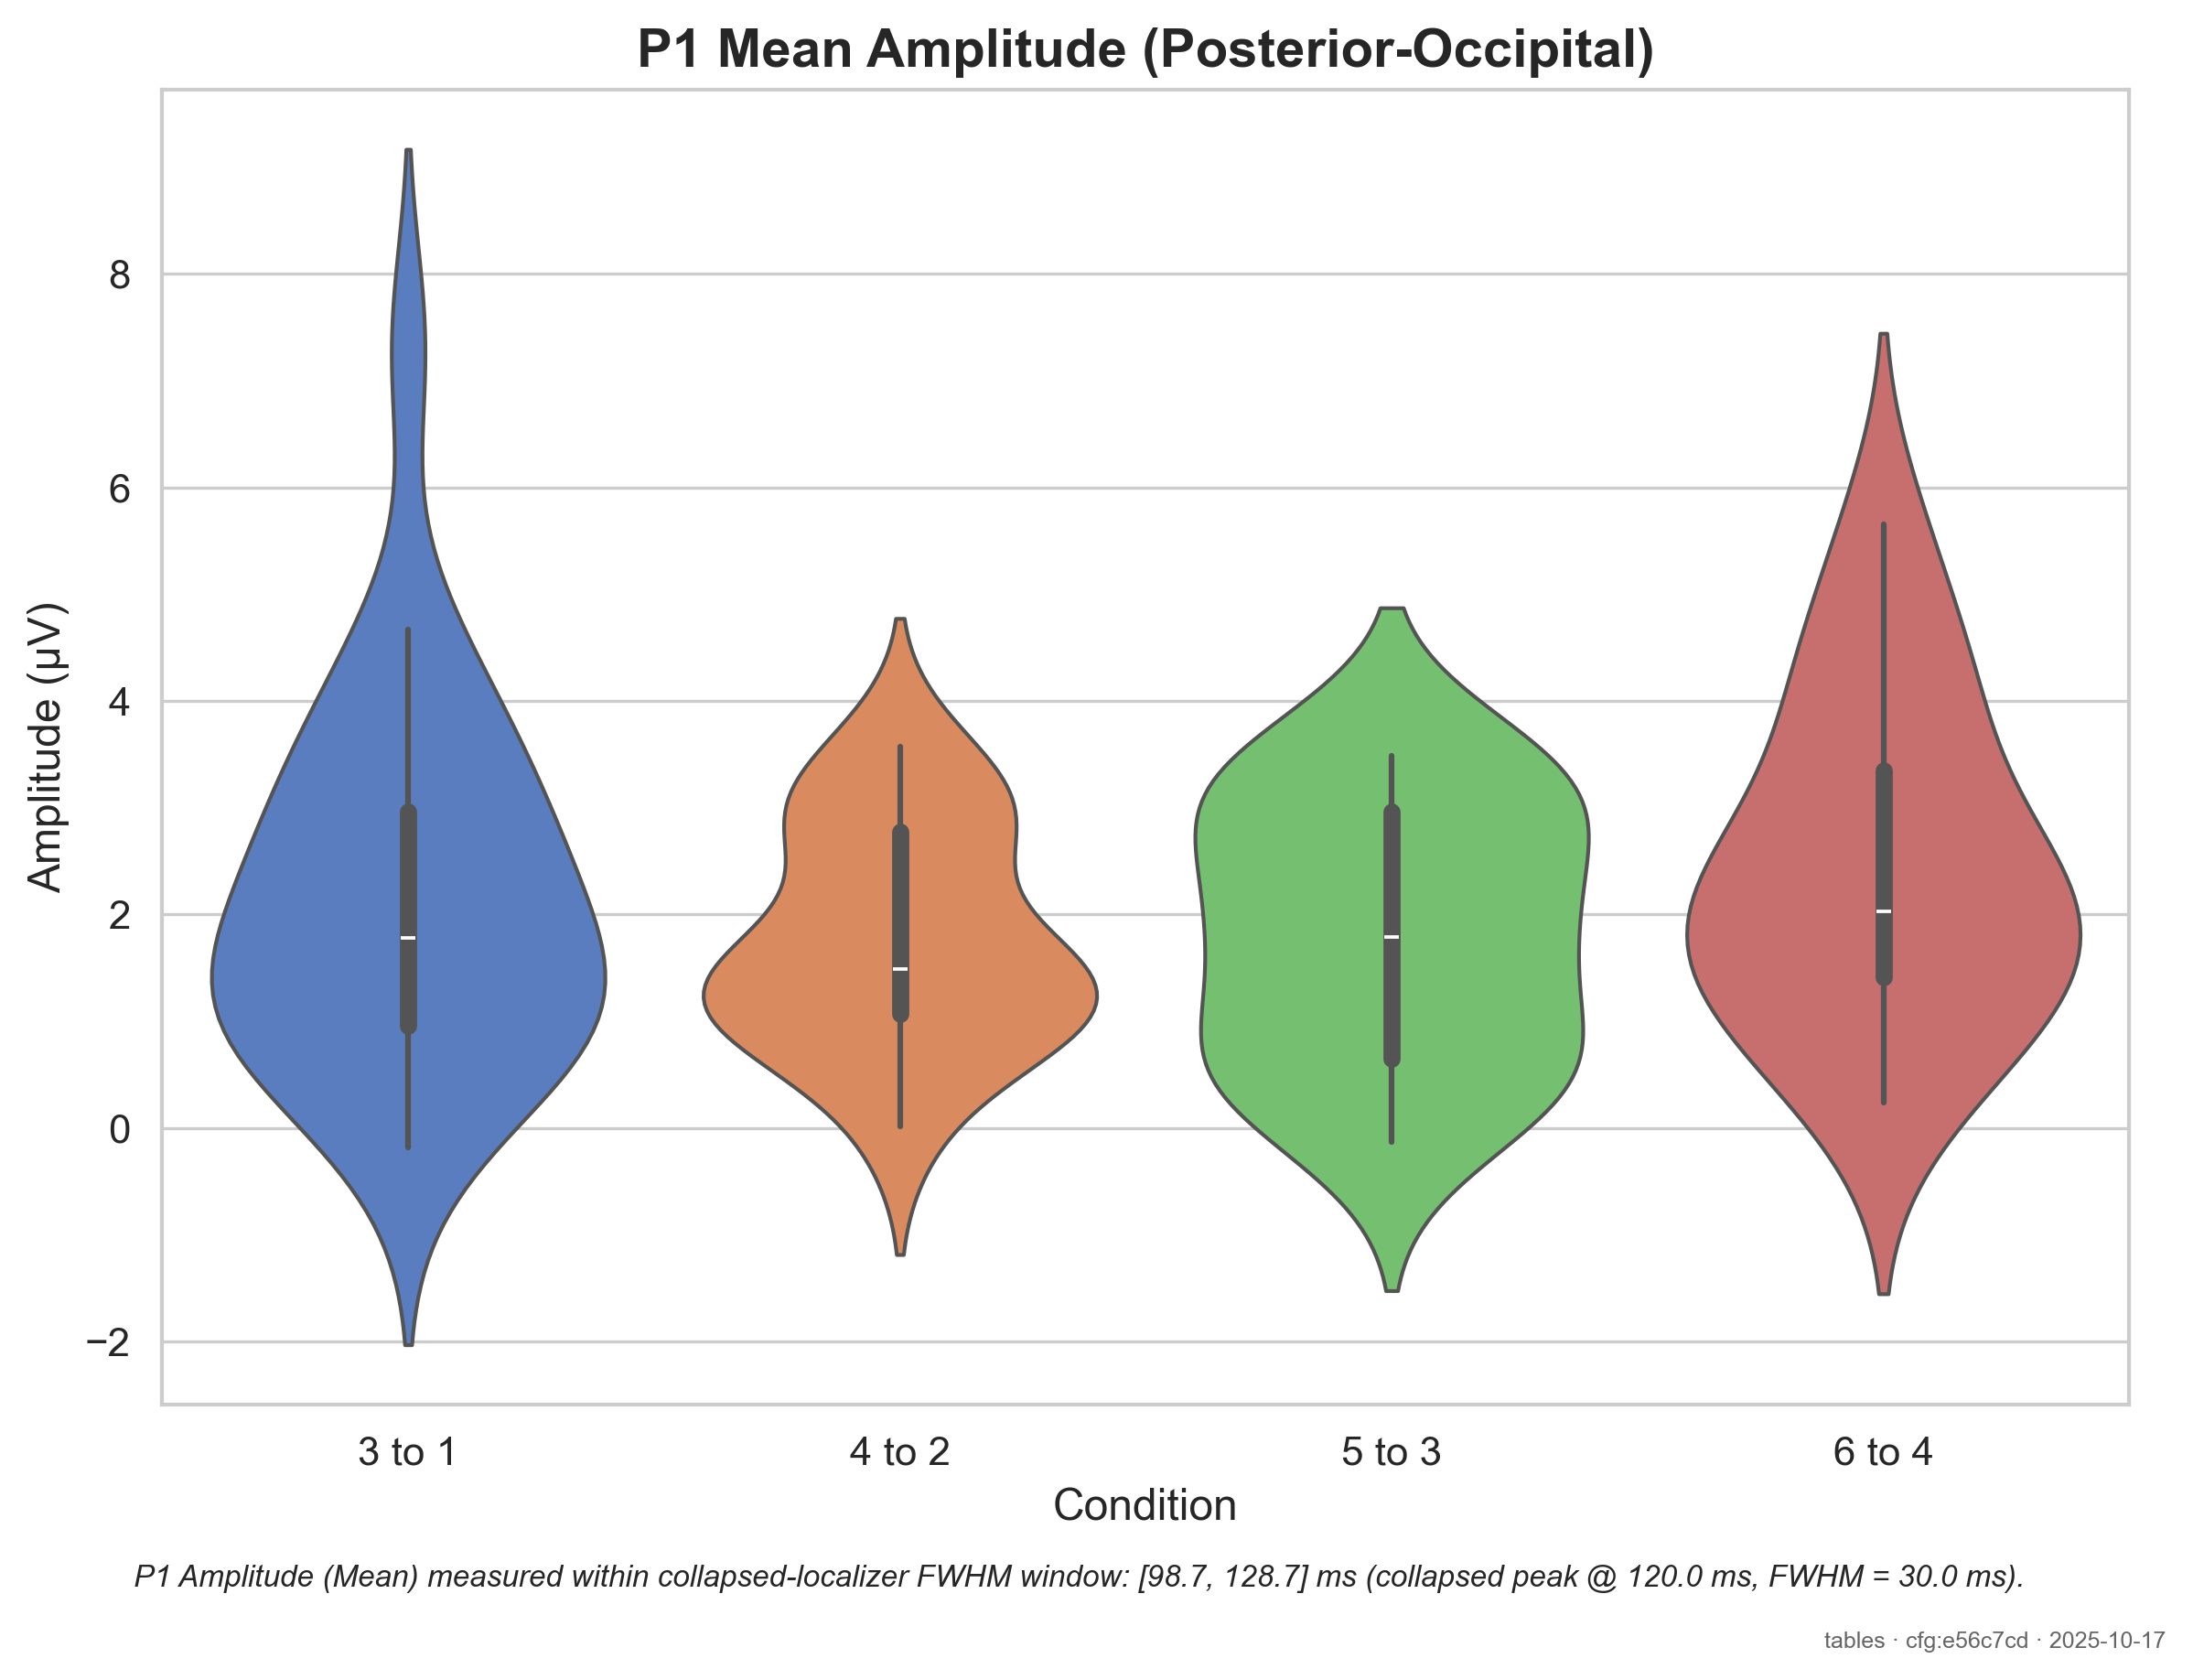 P1 Mean Amplitude (Posterior-Occipital)
Amplitude (µV)
8
6
4
2
0
−2
3 to 1
4 to 2
5 to 3
6 to 4
Condition
P1 Amplitude (Mean) measured within collapsed-localizer FWHM window: [98.7, 128.7] ms (collapsed peak @ 120.0 ms, FWHM = 30.0 ms).
tables · cfg:e56c7cd · 2025-10-17